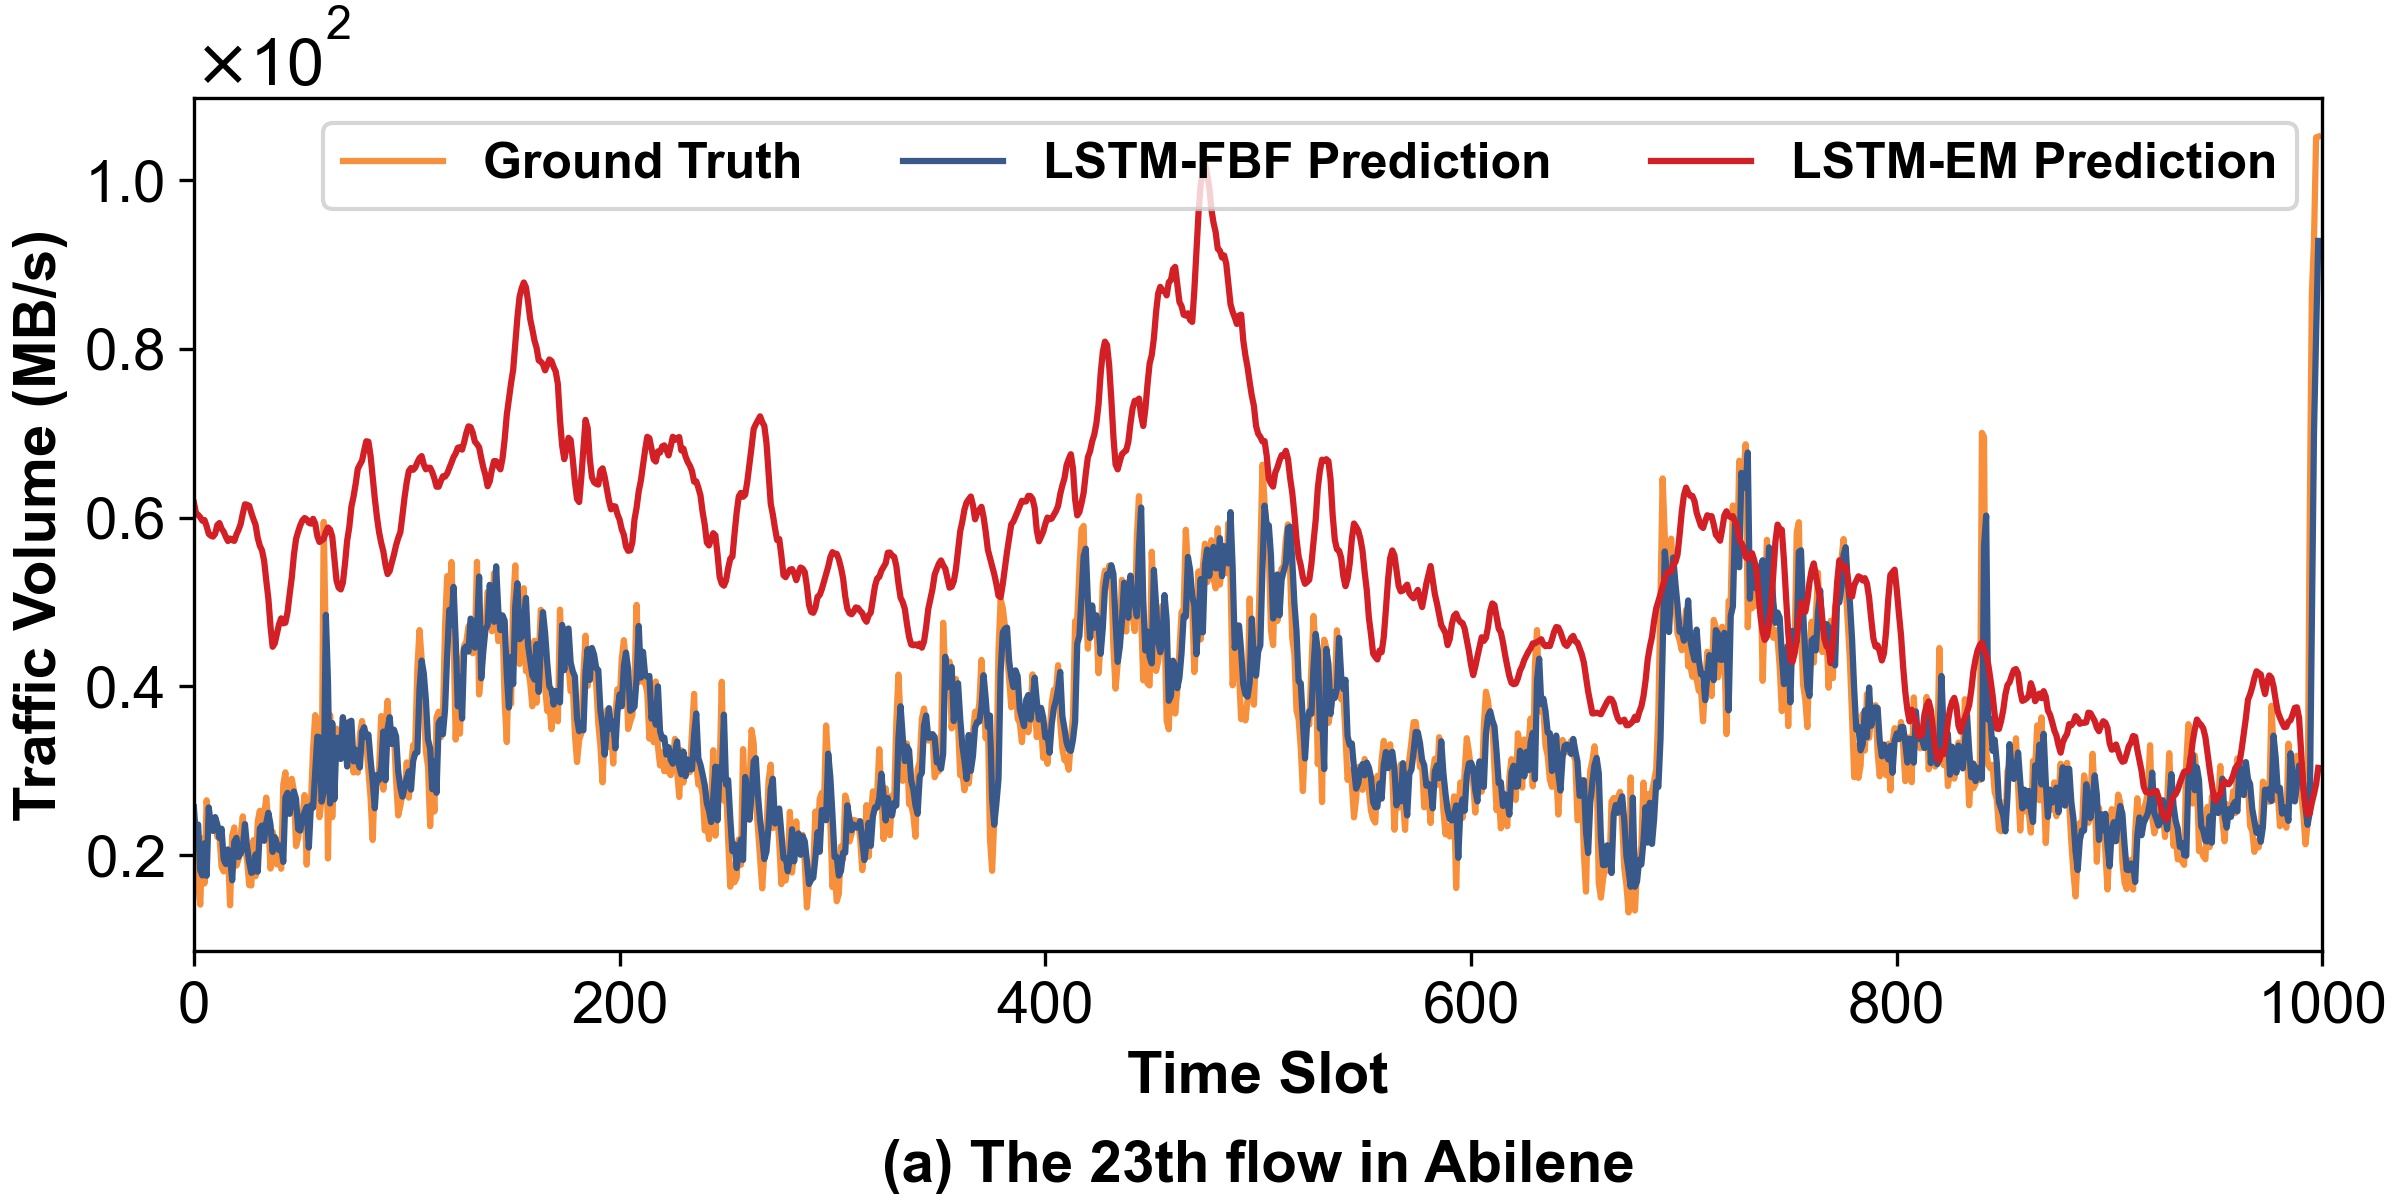 ×10²
Ground Truth LSTM-FBF Prediction LSTM-EM Prediction
1.0
0.8
0.6
0.4
0.2
Traffic Volume (MB/s)
0 200 400 600 800 1000
Time Slot
(a) The 23th flow in Abilene